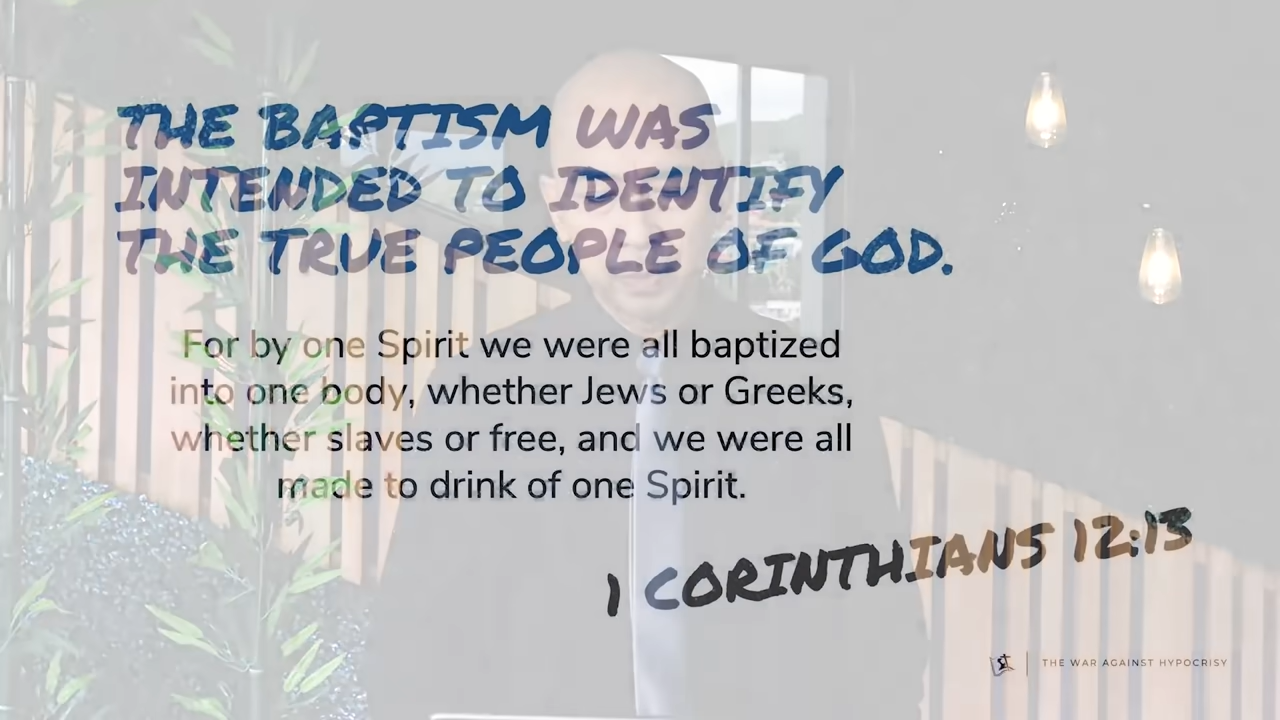 THE BAPTISM WAS
INTENDED TO IDENTIFY
THE TRUE PEOPLE OF GOD.
For by one Spirit we were all baptized
into one body, whether Jews or Greeks,
whether slaves or free, and we were all
made to drink of one Spirit.
1 CORINTHIANS 12:13
THE WAR AGAINST HYPOCRISY